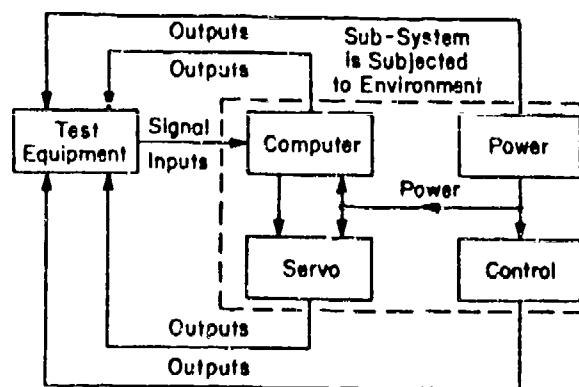 Outputs
Outputs
Sub-System
is Subjected
to Environment
Test
Equipment
Signal
Inputs
Computer
Power
Power
Servo
Control
Outputs
Outputs